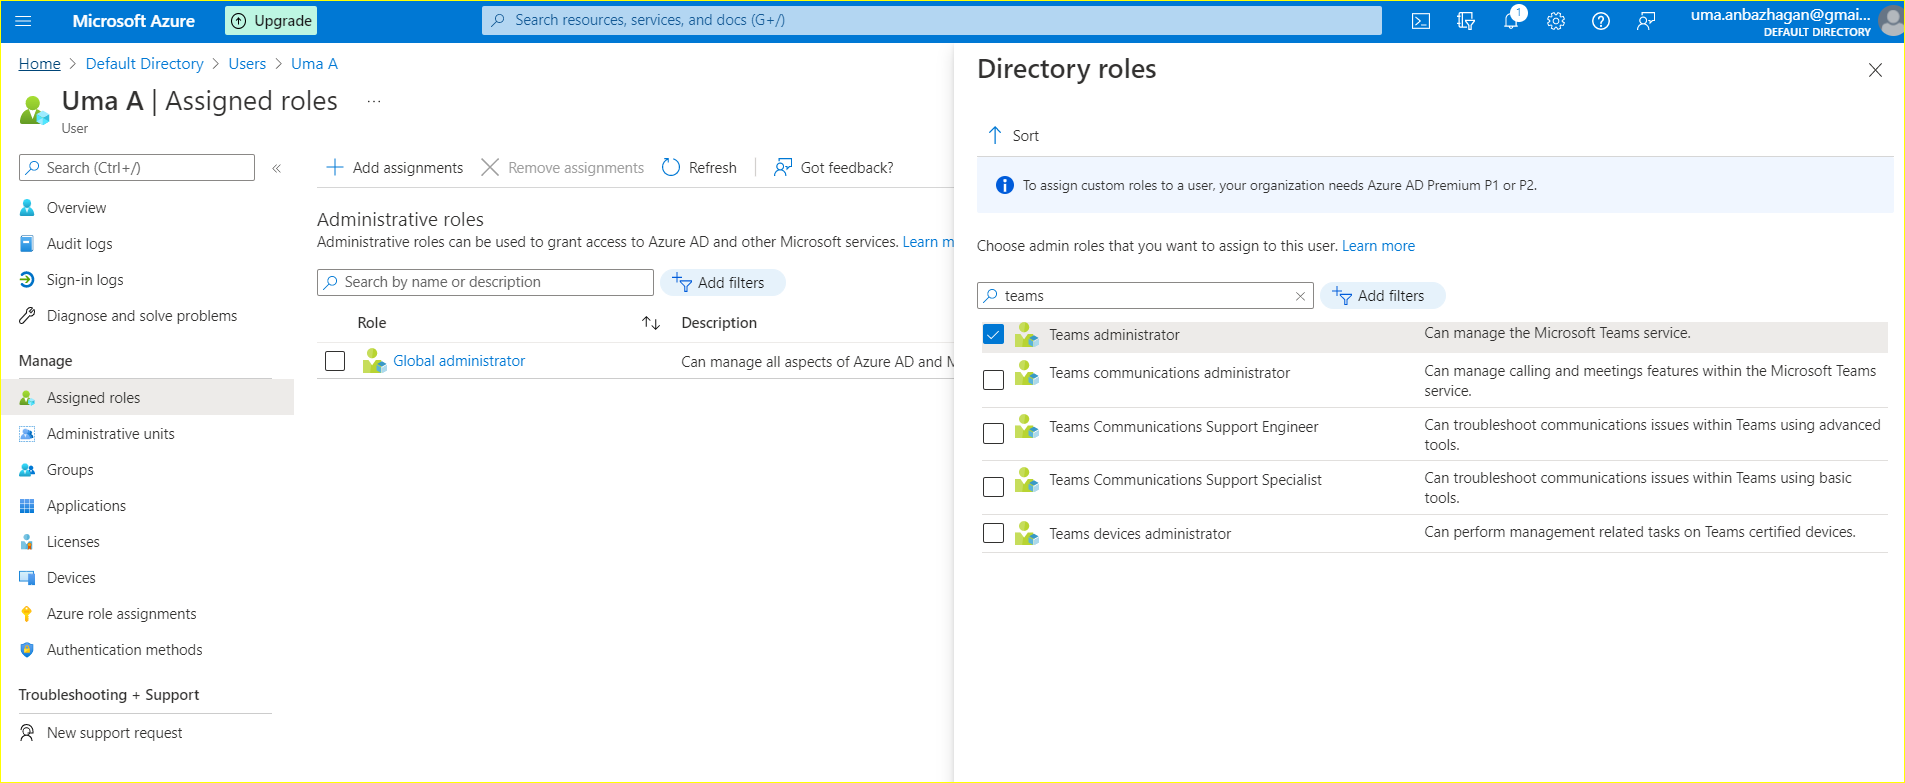 Microsoft Azure
Upgrade
Search resources, services, and docs (G+/)
1
uma.anbazhagan@gmai...
DEFAULT DIRECTORY
Home > Default Directory > Users > Uma A
Uma A | Assigned roles ...
User
Search (Ctrl+/)
«
Overview
Audit logs
Sign-in logs
Diagnose and solve problems
Manage
Assigned roles
Administrative units
Groups
Applications
Licenses
Devices
Azure role assignments
Authentication methods
Troubleshooting + Support
New support request
Add assignments
Remove assignments
Refresh
Got feedback?
Administrative roles
Administrative roles can be used to grant access to Azure AD and other Microsoft services. Learn m
Search by name or description
Add filters
Role
Description
Global administrator
Can manage all aspects of Azure AD and M
Directory roles
Sort
To assign custom roles to a user, your organization needs Azure AD Premium P1 or P2.
Choose admin roles that you want to assign to this user. Learn more
teams
Add filters
Teams administrator
Can manage the Microsoft Teams service.
Teams communications administrator
Can manage calling and meetings features within the Microsoft Teams
service.
Teams Communications Support Engineer
Can troubleshoot communications issues within Teams using advanced
tools.
Teams Communications Support Specialist
Can troubleshoot communications issues within Teams using basic
tools.
Teams devices administrator
Can perform management related tasks on Teams certified devices.